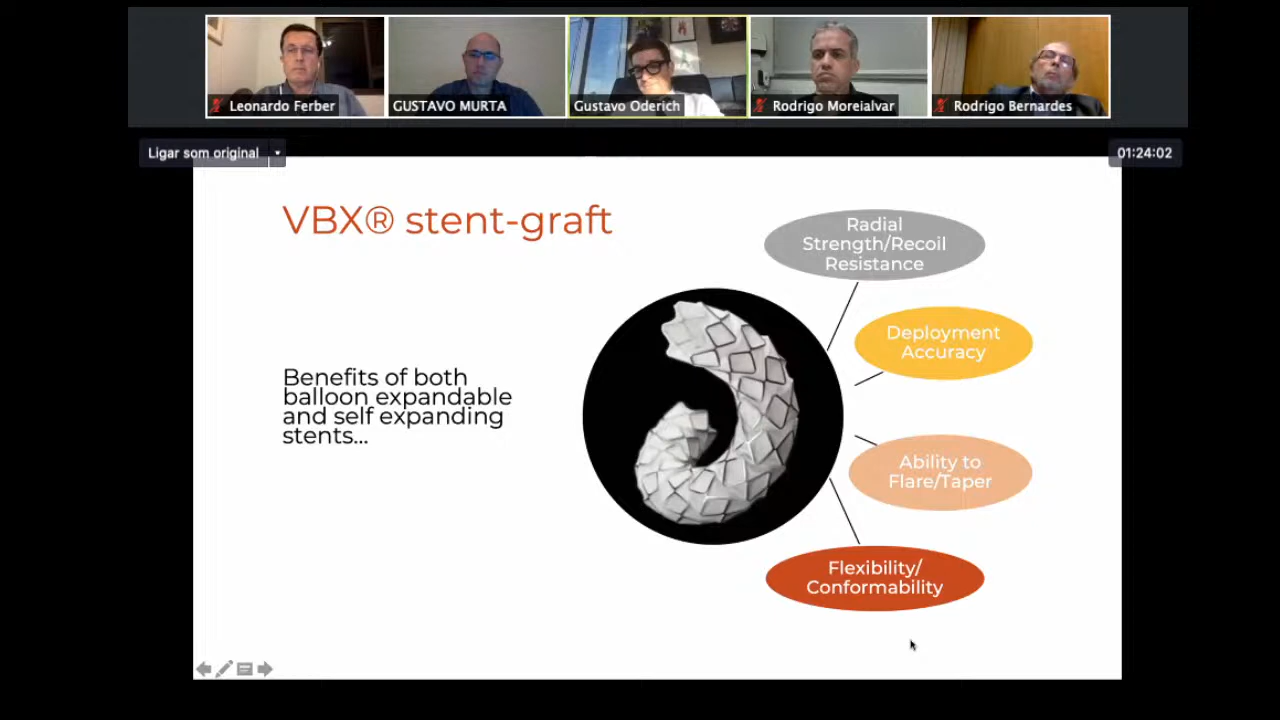 Leonardo Ferber
GUSTAVO MURTA
Gustavo Oderich
Rodrigo Moreialvar
Rodrigo Bernardes
Ligar som original
01:24:02
VBX® stent-graft
Benefits of both
balloon expandable
and self expanding
stents...
Radial
Strength/Recoil
Resistance
Deployment
Accuracy
Ability to
Flare/Taper
Flexibility/
Conformability